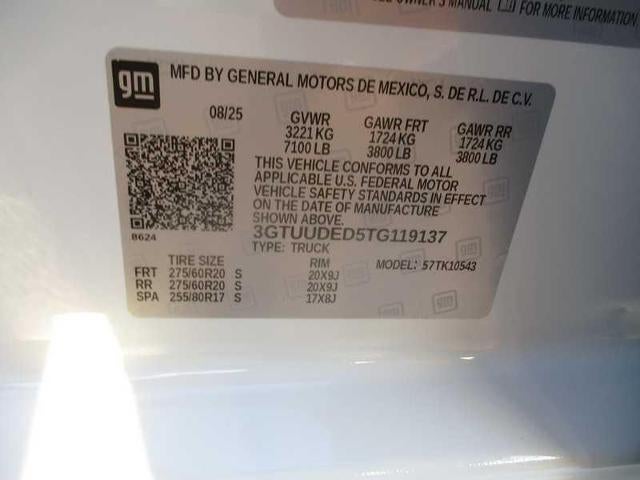 OWNER'S MANUAL FOR MORE INFORMATION
gm
MFD BY GENERAL MOTORS DE MEXICO, S. DE R.L. DE C.V.
08/25 GVWR GAWR FRT GAWR RR
3221 KG 1724 KG 1724 KG
7100 LB 3800 LB 3800 LB
THIS VEHICLE CONFORMS TO ALL
APPLICABLE U.S. FEDERAL MOTOR
VEHICLE SAFETY STANDARDS IN EFFECT
ON THE DATE OF MANUFACTURE
SHOWN ABOVE.
8624
3GTUUDED5TG119137
TYPE: TRUCK
TIRE SIZE RIM MODEL: 57TK10543
FRT 275/60R20 S 20X9J
RR 275/60R20 S 20X9J
SPA 255/80R17 S 17X8J